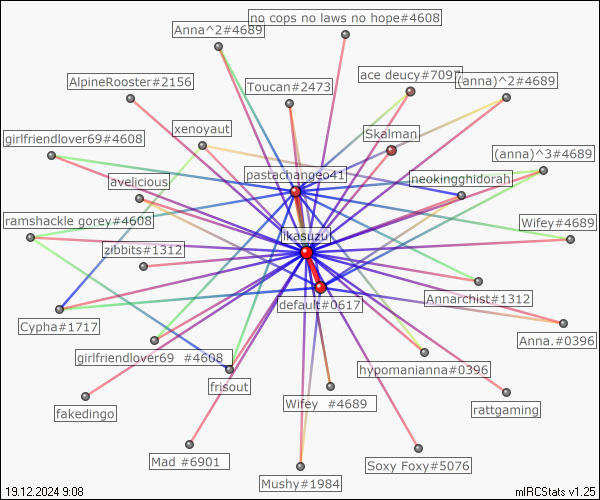 no cops no laws no hope#4608
Anna^2#4689
ace deucy#7097
(anna)^2#4689
AlpineRooster#2156
Toucan#2473
xenoyaut
Skalman
girlfriendlover69#4608
(anna)^3#4689
pastachangeo41
neokingghidorah
avelicious
ramshackle gorey#4608
Wifey#4689
ikasuzu
zibbits#1312
Annarchist#1312
default#0617
Cypha#1717
Anna.#0396
girlfriendlover69 #4608
hypomanianna#0396
frisout
Wifey #4689
rattgaming
fakedingo
Mad #6901
Soxy Foxy#5076
Mushy#1984
19.12.2024 9:08
mIRCStats v1.25